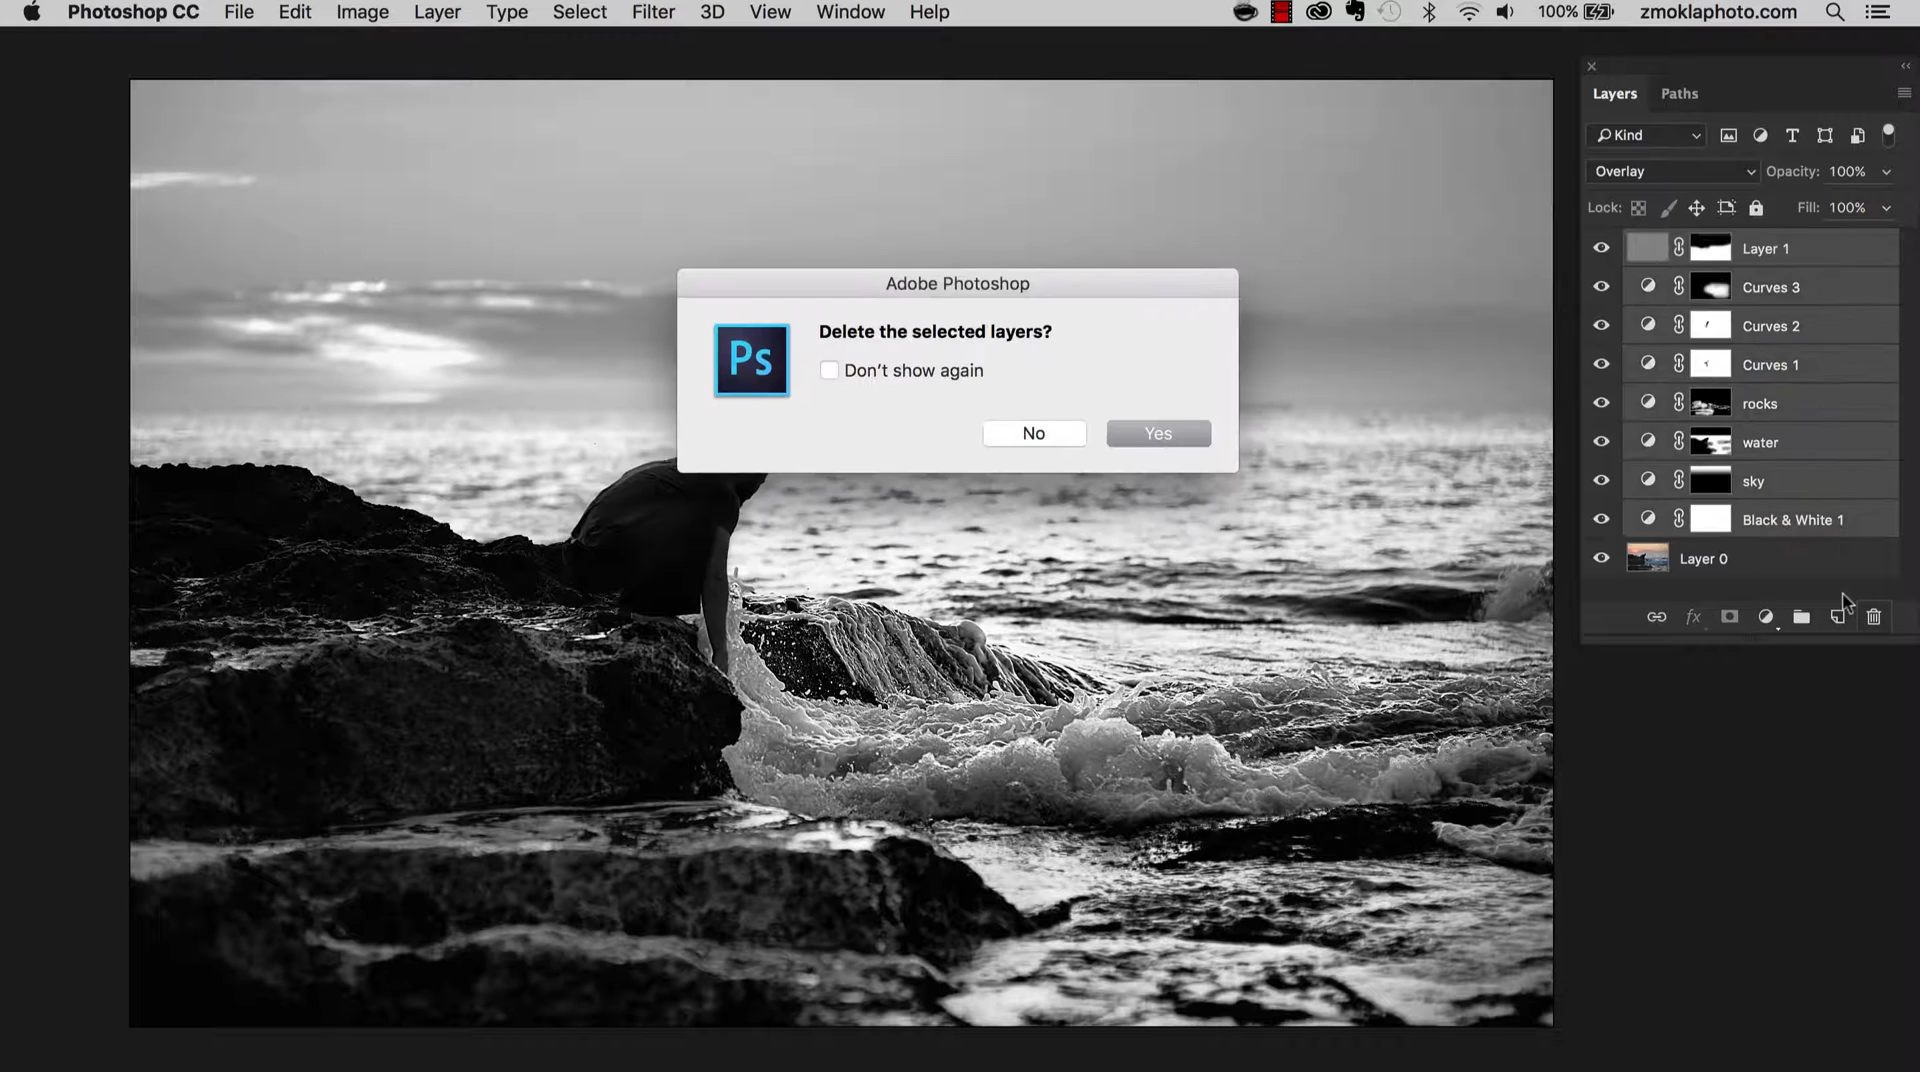 Photoshop CC File Edit Image Layer Type Select Filter 3D View Window Help 100% zmoklaphoto.com
Layers Paths
Kind
Overlay Opacity: 100%
Lock: Fill: 100%
Layer 1
Adobe Photoshop
Curves 3
Ps Delete the selected layers?
Curves 2
Don't show again
Curves 1
rocks
No Yes
water
sky
Black & White 1
Layer 0
fx